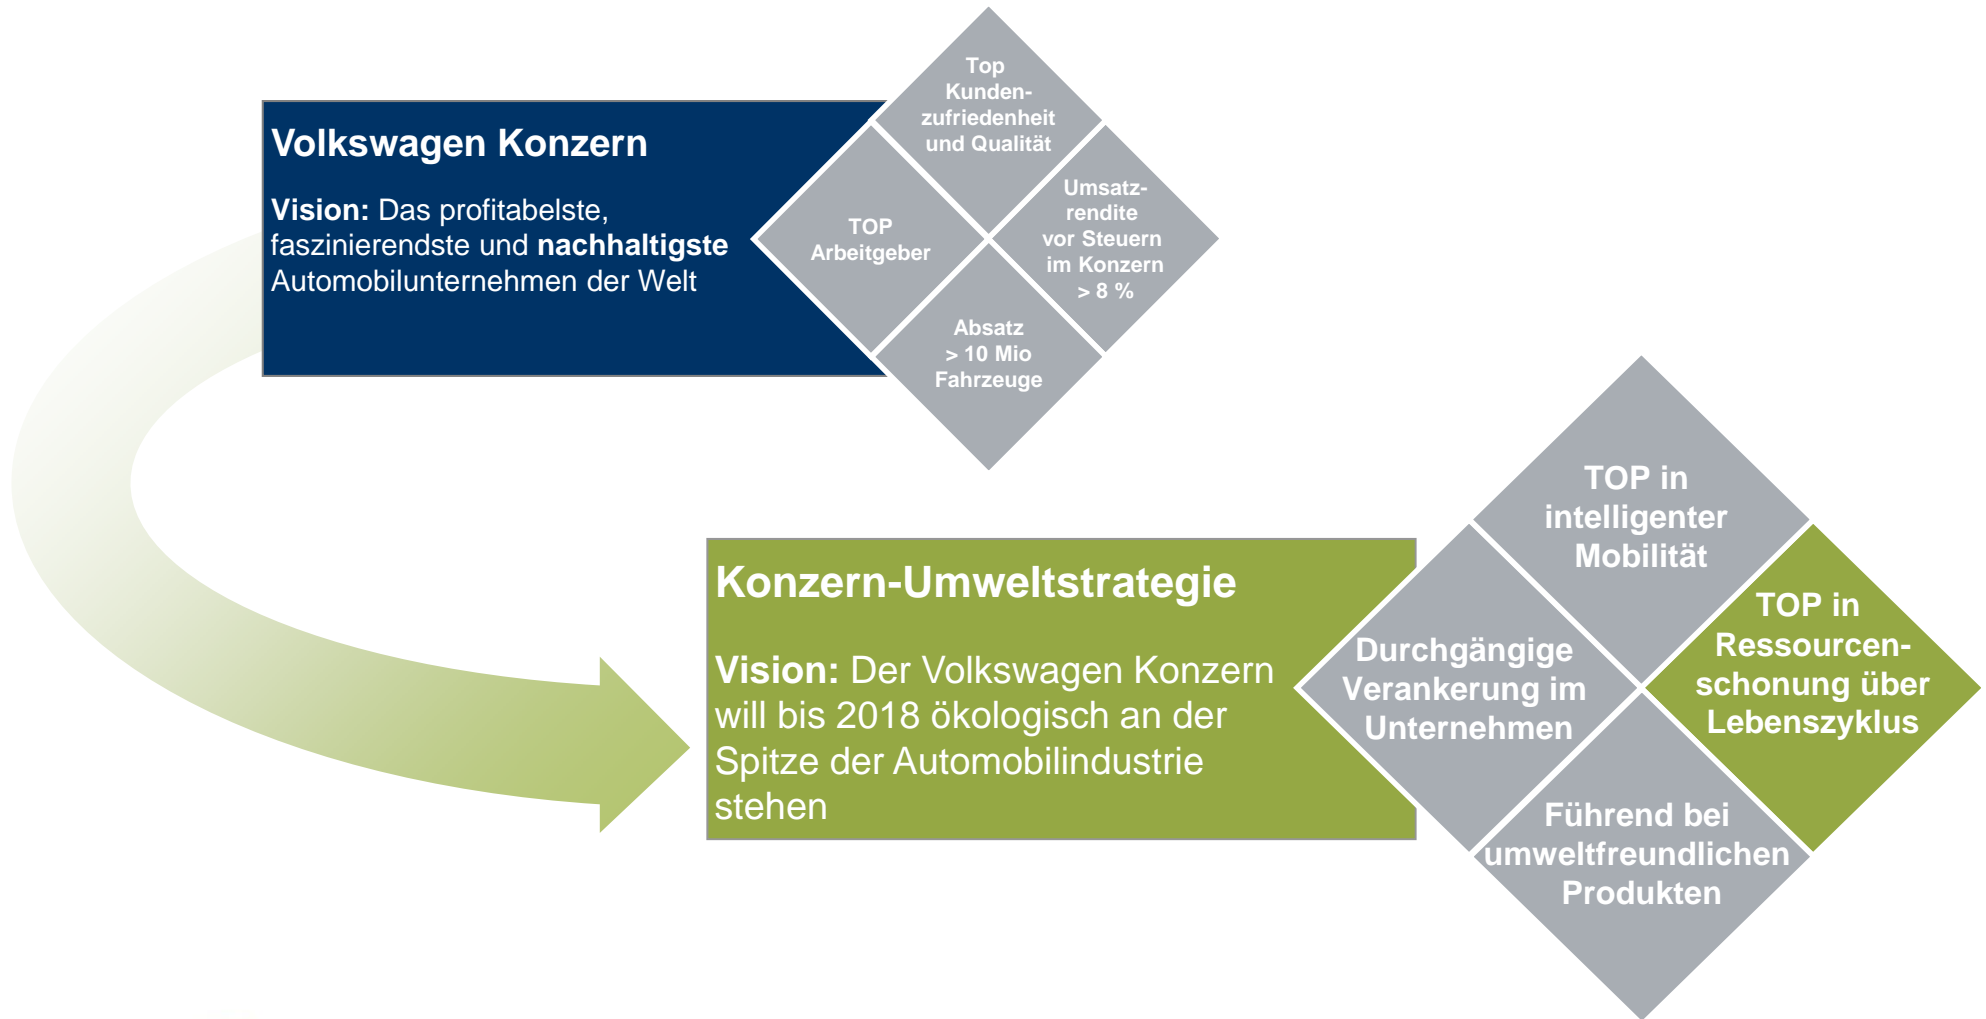 Volkswagen Konzern
Vision: Das profitabelste,
faszinierendste und nachhaltigste
Automobilunternehmen der Welt
Top
Kunden-
zufriedenheit
und Qualität
TOP
Arbeitgeber
Umsatz-
rendite
vor Steuern
im Konzern
> 8 %
Absatz
> 10 Mio
Fahrzeuge
Konzern-Umweltstrategie
Vision: Der Volkswagen Konzern
will bis 2018 ökologisch an der
Spitze der Automobilindustrie
stehen
TOP in
intelligenter
Mobilität
Durchgängige
Verankerung im
Unternehmen
TOP in
Ressourcen-
schonung über
Lebenszyklus
Führend bei
umweltfreundlichen
Produkten